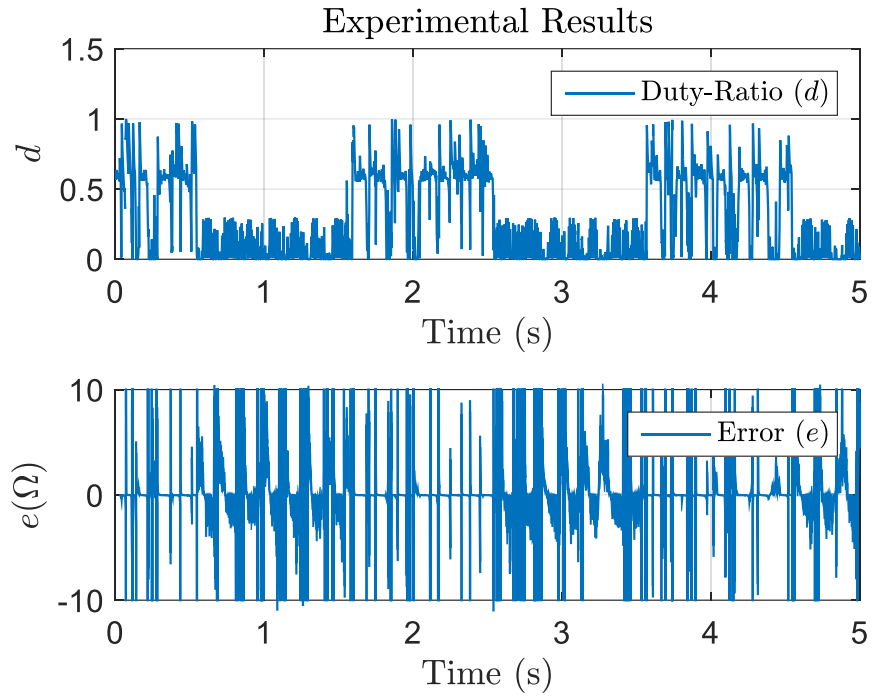 Experimental Results
1.5
1
0.5
0
d
Duty-Ratio (d)
0 1 2 3 4 5
Time (s)
10
0
-10
e(Ω)
Error (e)
0 1 2 3 4 5
Time (s)